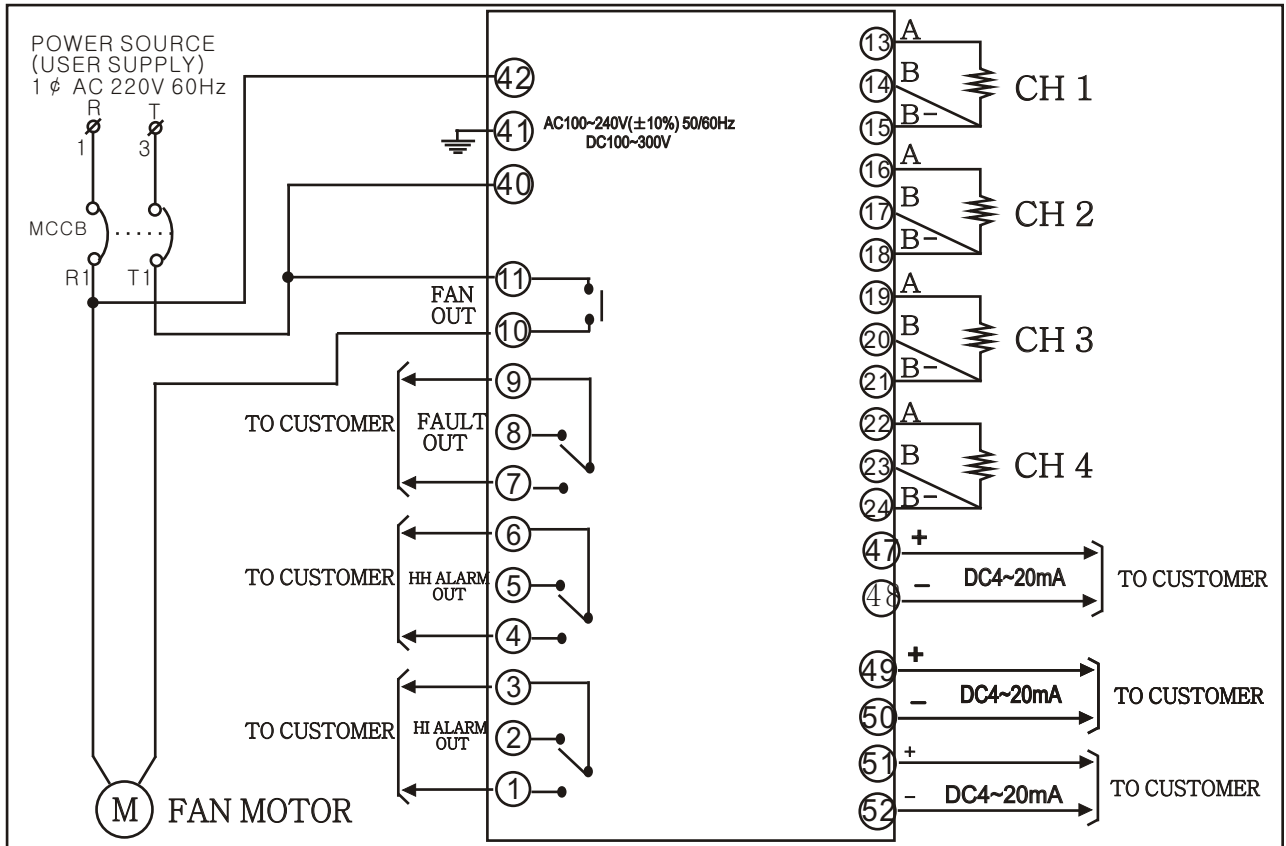 POWER SOURCE
(USER SUPPLY)
1 ¢ AC 220V 60Hz
R T
1 3
MCCB
R1 T1
42
41 AC100~240V(±10%) 50/60Hz
DC100~300V
40
11
FAN
OUT
10
9
TO CUSTOMER
FAULT
OUT
8
7
6
TO CUSTOMER
HH ALARM
OUT
5
4
3
TO CUSTOMER
HI ALARM
OUT
2
1
M FAN MOTOR
13 A
14 B
15 B-
CH 1
16 A
17 B
18 B-
CH 2
19 A
20 B
21 B-
CH 3
22 A
23 B
24 B-
CH 4
47 +
48 - DC4~20mA TO CUSTOMER
49 +
50 - DC4~20mA TO CUSTOMER
51 +
52 - DC4~20mA TO CUSTOMER